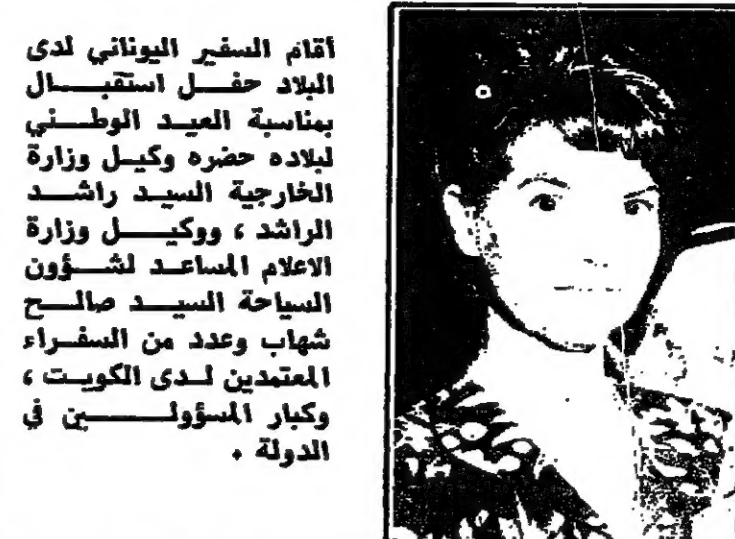 أقام السفير اليوناني لدى
البلاد حفل استقبال
بمناسبة العيد الوطني
لبلاده حضره وكيل وزارة
الخارجية السيد راشد
الراشد ، ووكيل وزارة
الاعلام المساعد لشؤون
السياحة السيد صالح
شهاب وعدد من السفراء
المعتمدين لدى الكويت ،
وكبار المسؤولين في
الدولة .